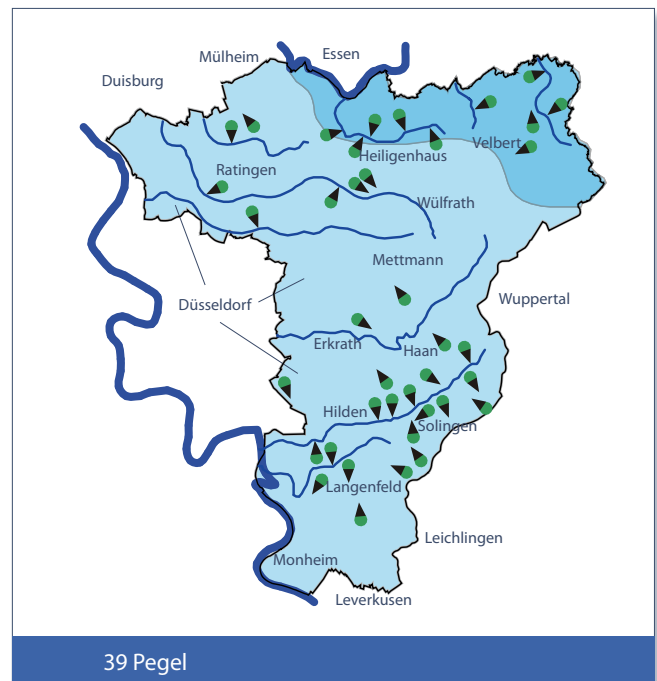 Essen
Mülheim
Duisburg
Velbert
Heiligenhaus
Ratingen
Wülfrath
Mettmann
Wuppertal
Düsseldorf
Erkrath
Haan
Hilden
Solingen
Langenfeld
Leichlingen
Monheim
Leverkusen
39 Pegel